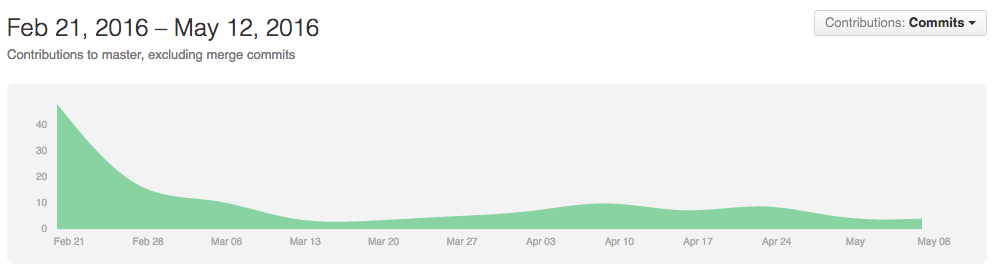 Feb 21, 2016 – May 12, 2016
Contributions: Commits
Contributions to master, excluding merge commits
40
30
20
10
0
Feb 21 Feb 28 Mar 06 Mar 13 Mar 20 Mar 27 Apr 03 Apr 10 Apr 17 Apr 24 May May 08